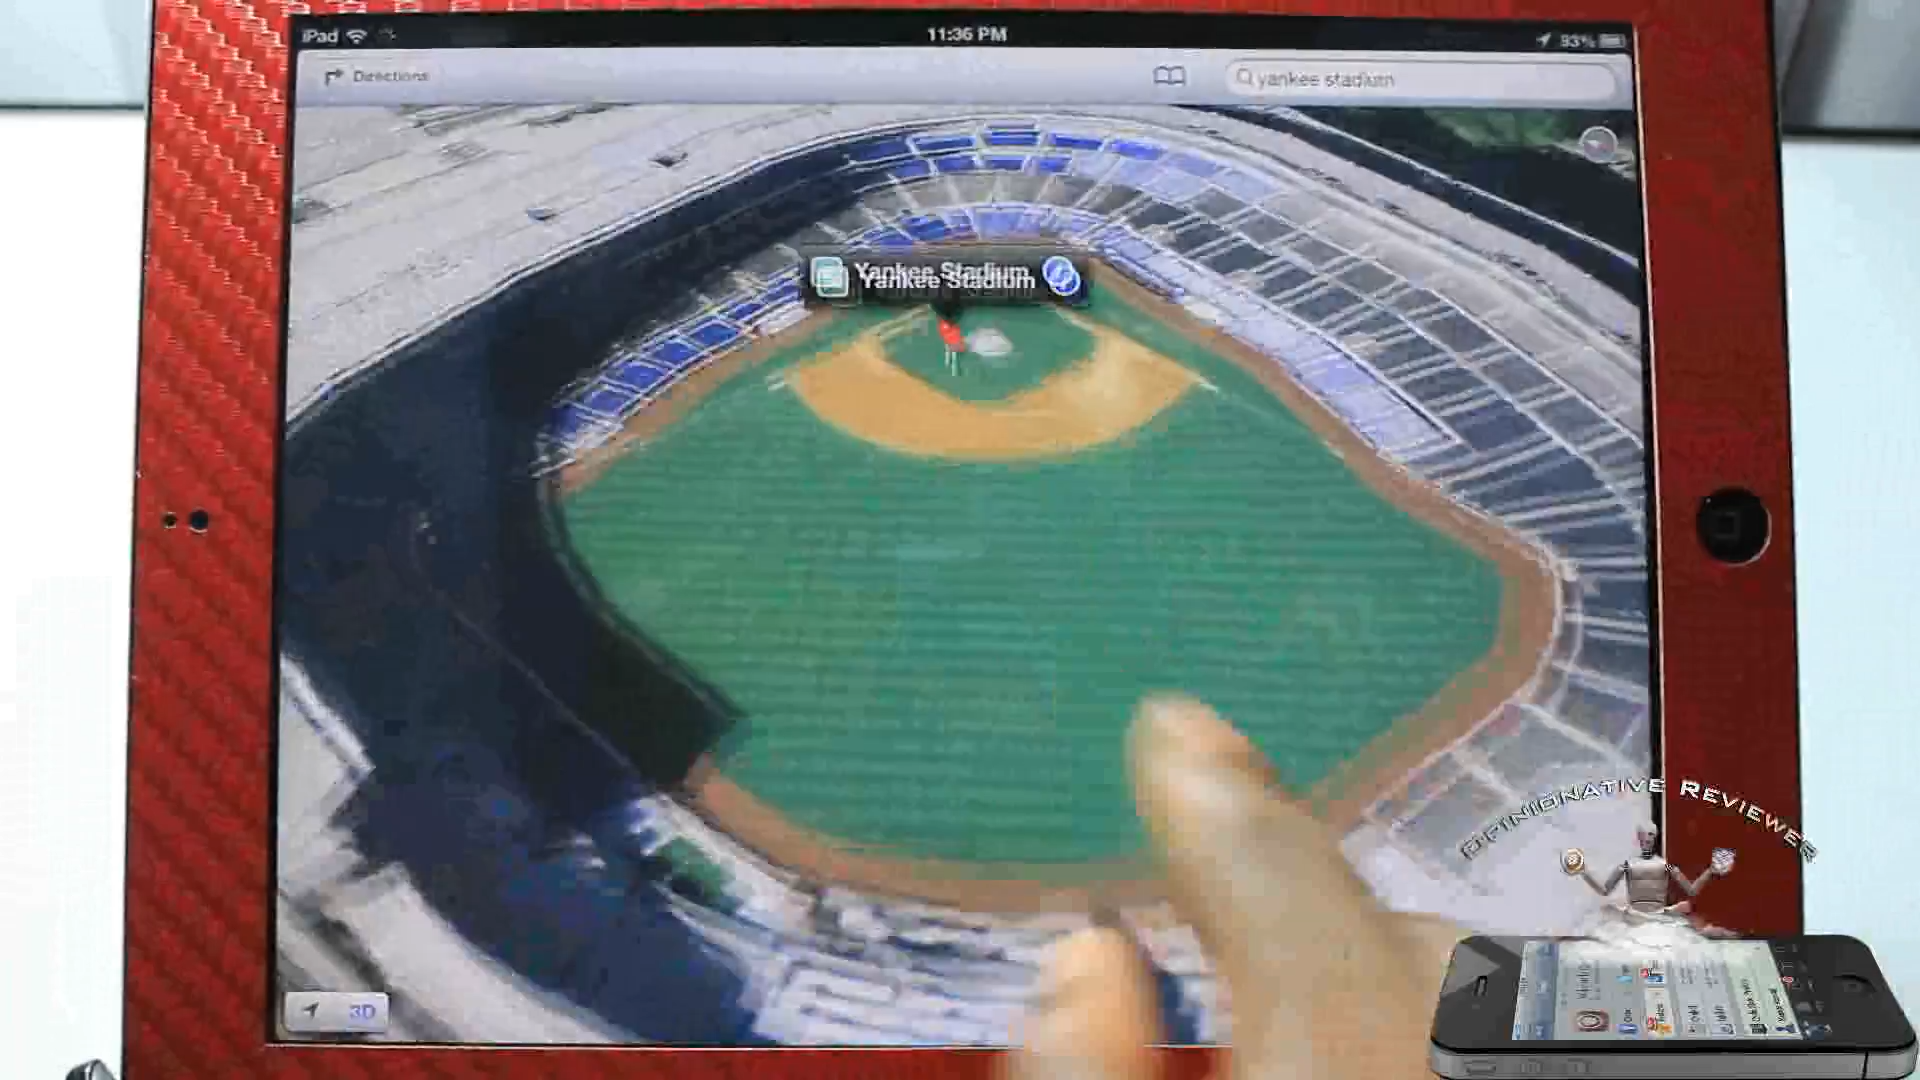 iPad
11:36 PM
93%
Directions
yankee stadium
Yankee Stadium
3D
OPINIONATIVE REVIEWER